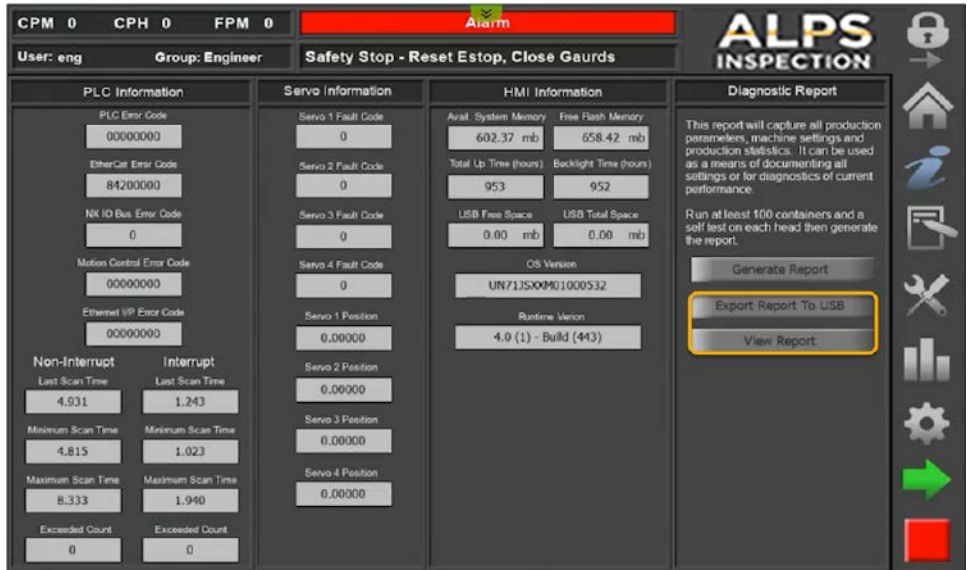 CPM 0 CPH 0 FPM 0
Alarm
ALPS
INSPECTION
User: eng Group: Engineer
Safety Stop - Reset Estop, Close Gaurds
PLC Information
PLC Error Code
00000000
EtherCat Error Code
84200000
NX IO Bus Error Code
0
Motion Control Error Code
00000000
Ethernet I/P Error Code
00000000
Non-Interrupt Interrupt
Last Scan Time Last Scan Time
4.931 1.243
Minimum Scan Time Minimum Scan Time
4.815 1.023
Maximum Scan Time Maximum Scan Time
8.333 1.940
Exceeded Count Exceeded Count
0 0
Servo Information
Servo 1 Fault Code
0
Servo 2 Fault Code
0
Servo 3 Fault Code
0
Servo 4 Fault Code
0
Servo 1 Position
0.00000
Servo 2 Position
0.00000
Servo 3 Position
0.00000
Servo 4 Position
0.00000
HMI Information
Avail. System Memory Free Flash Memory
602.37 mb 658.42 mb
Total Up Time (hours) Backlight Time (hours)
953 952
USB Free Space USB Total Space
0.00 mb 0.00 mb
OS Version
__UN71JSXXM01000532
Runtime Verion
4.0 (1) - Build (443)
Diagnostic Report
This report will capture all production
parameters, machine settings and
production statistics. It can be used
as a means of documenting all
settings or for diagnostics of current
performance.
Run at least 100 containers and a
self test on each head then generate
the report.
Generate Report
Export Report To USB
View Report